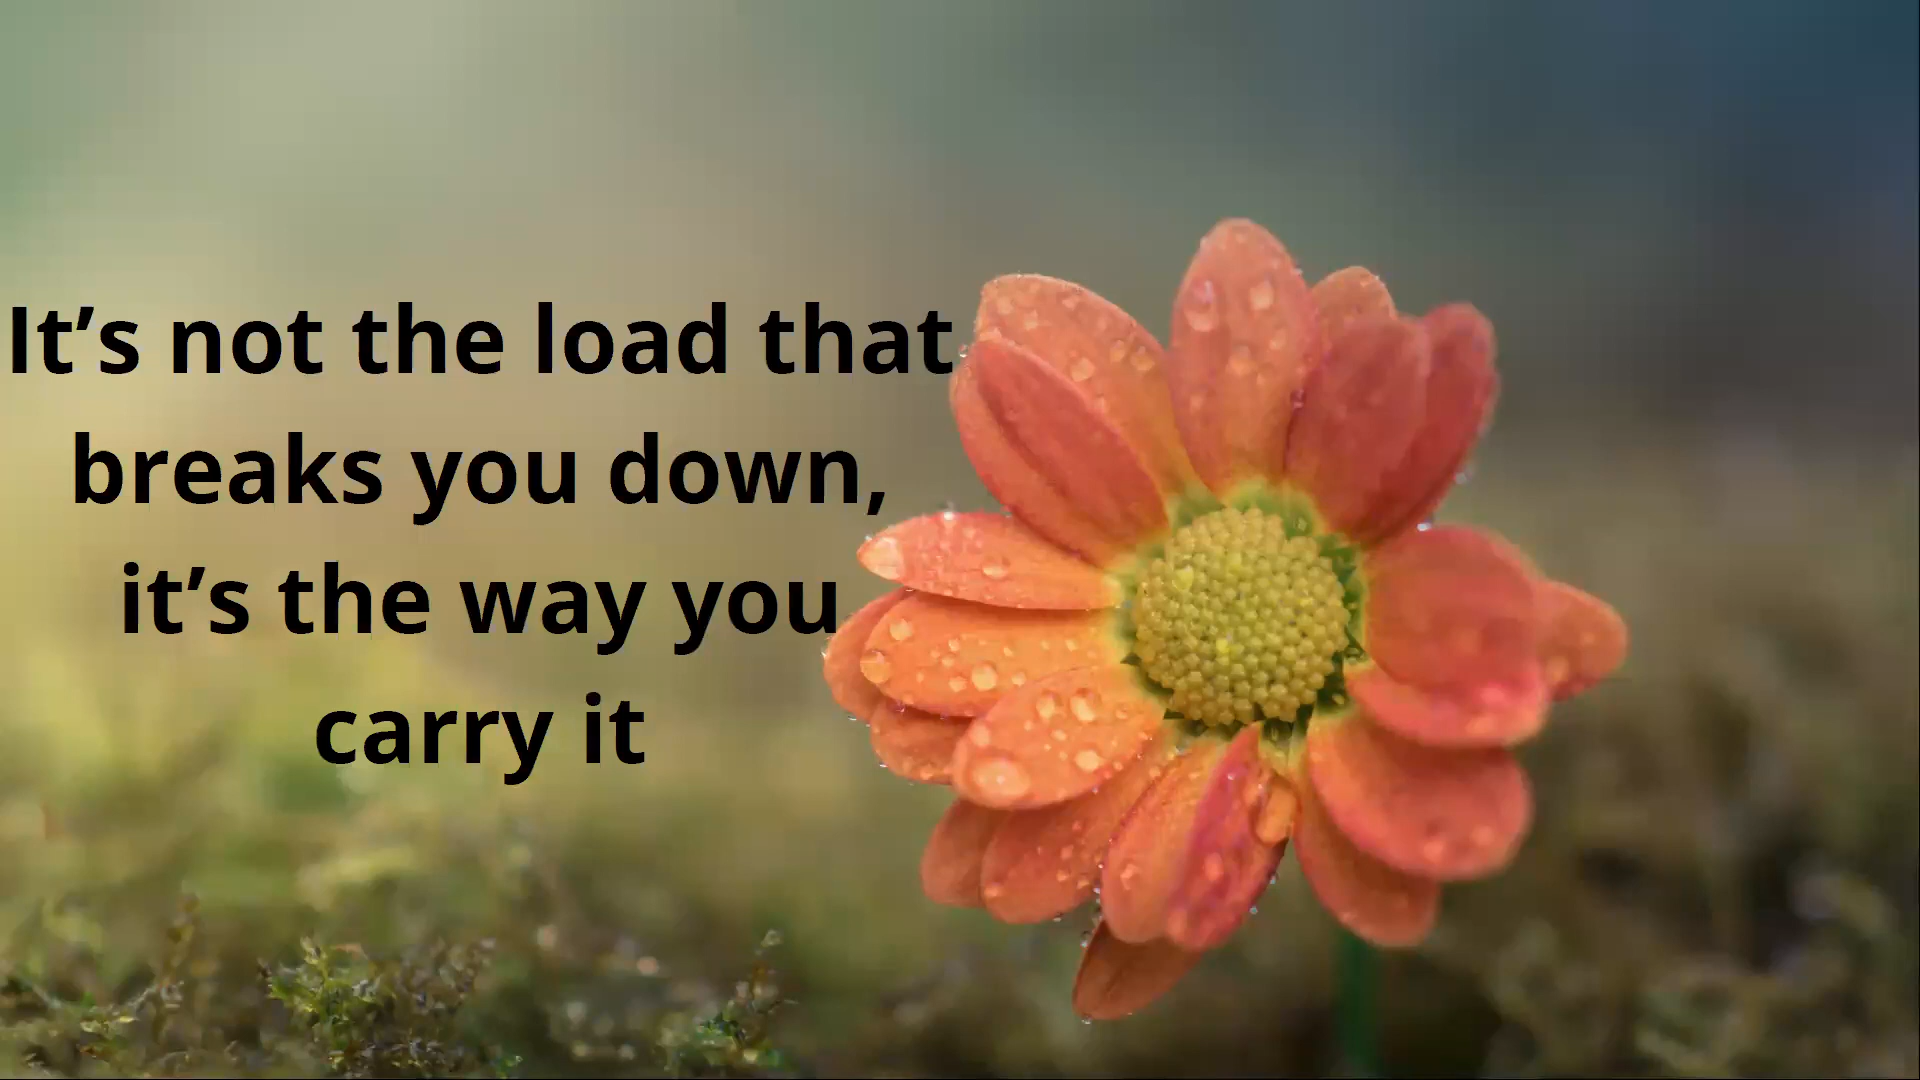 It’s not the load that
breaks you down,
it’s the way you
carry it